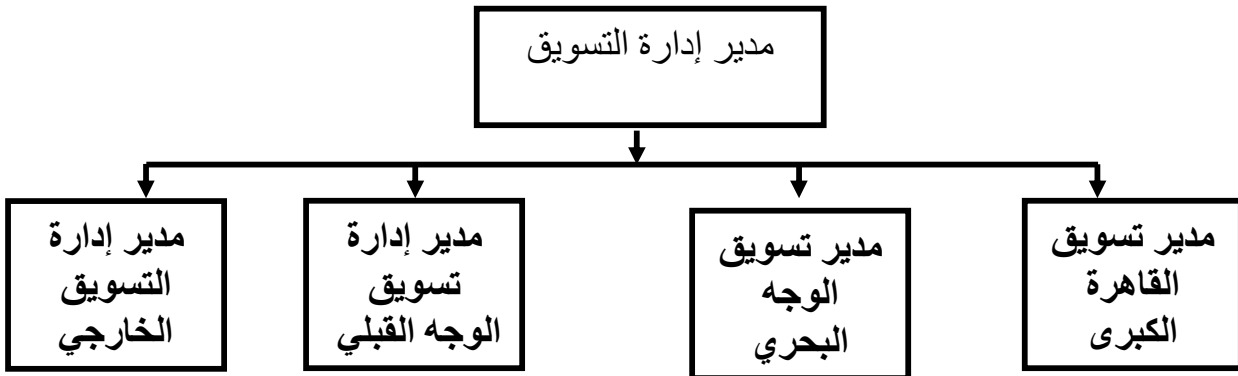 مدير إدارة التسويق
مدير تسويق
القاهرة
الكبرى
مدير تسويق
الوجه
البحري
مدير إدارة
تسويق
الوجه القبلي
مدير إدارة
التسويق
الخارجي